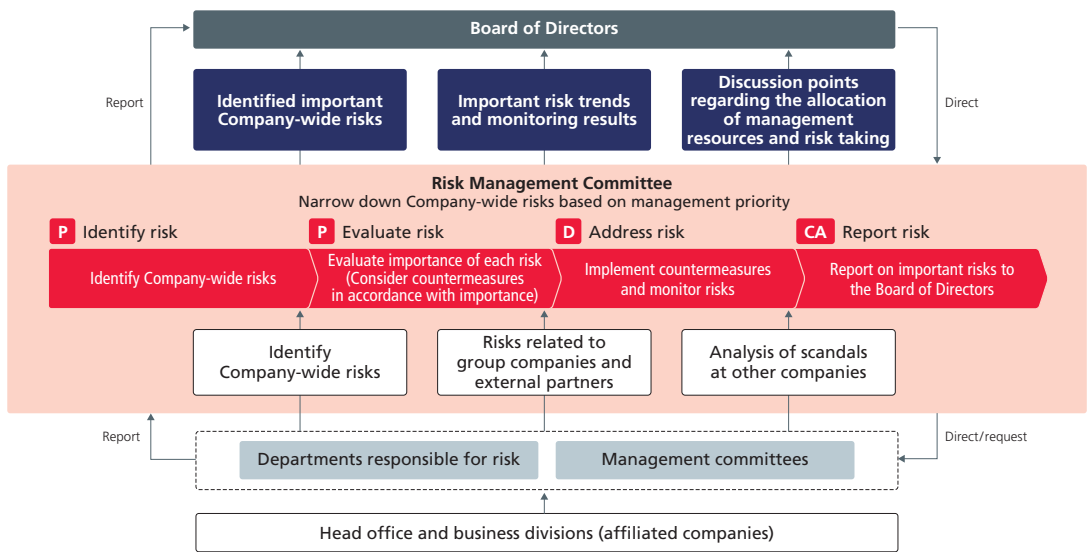 Board of Directors
Report
Identified important
Company-wide risks
Important risk trends
and monitoring results
Discussion points
regarding the allocation
of management
resources and risk taking
Direct
Risk Management Committee
Narrow down Company-wide risks based on management priority
P Identify risk
P Evaluate risk
D Address risk
CA Report risk
Identify Company-wide risks
Evaluate importance of each risk
(Consider countermeasures
in accordance with importance)
Implement countermeasures
and monitor risks
Report on important risks to
the Board of Directors
Identify
Company-wide risks
Risks related to
group companies and
external partners
Analysis of scandals
at other companies
Report
Direct/request
Departments responsible for risk
Management committees
Head office and business divisions (affiliated companies)